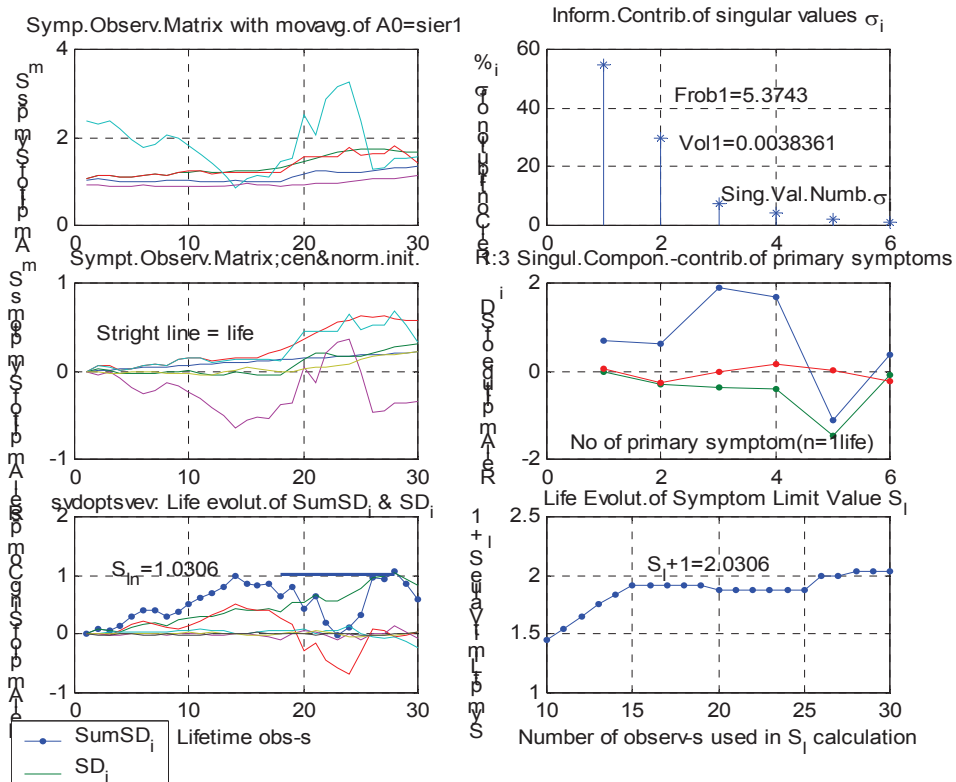 Symp.Observ.Matrix with movavg.of A0=sier1
4
2
0
0 10 20 30
Inform.Contrib.of singular values σi
60
40
20
0
Frob1=5.3743
Vol1=0.0038361
Sing.Val.Numb.σi
0 2 4 6
Sympt.Observ.Matrix;cen&norm.init.
1
0
-1
Stright line = life
0 10 20 30
1:3 Singul.Compon.-contrib.of primary symptoms
2
0
-2
No of primary symptom(n=1life)
0 2 4 6
sydoptsvev: Life evolut.of SumSDi & SDi
2
1
0
-1
SIn=1.0306
0 10 20 30
Lifetime obs-s
SumSDi
SDi
Life Evolut.of Symptom Limit Value Sl
2.5
2
1.5
1
Sl+1=2.0306
10 15 20 25 30
Number of observ-s used in Sl calculation